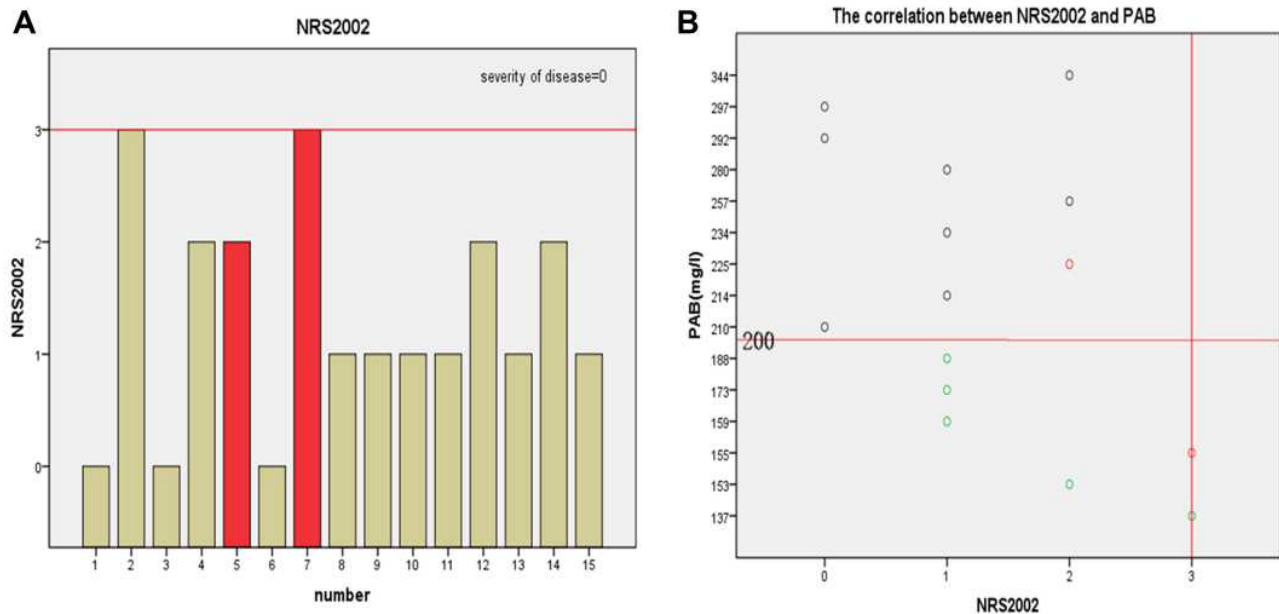 A
NRS2002
severity of disease=0
NRS2002
3
2
1
0
1 2 3 4 5 6 7 8 9 10 11 12 13 14 15
number
B
The correlation between NRS2002 and PAB
PAB(mg/l)
344
297
292
280
257
234
225
214
210
200
188
173
159
155
153
137
0 1 2 3
NRS2002